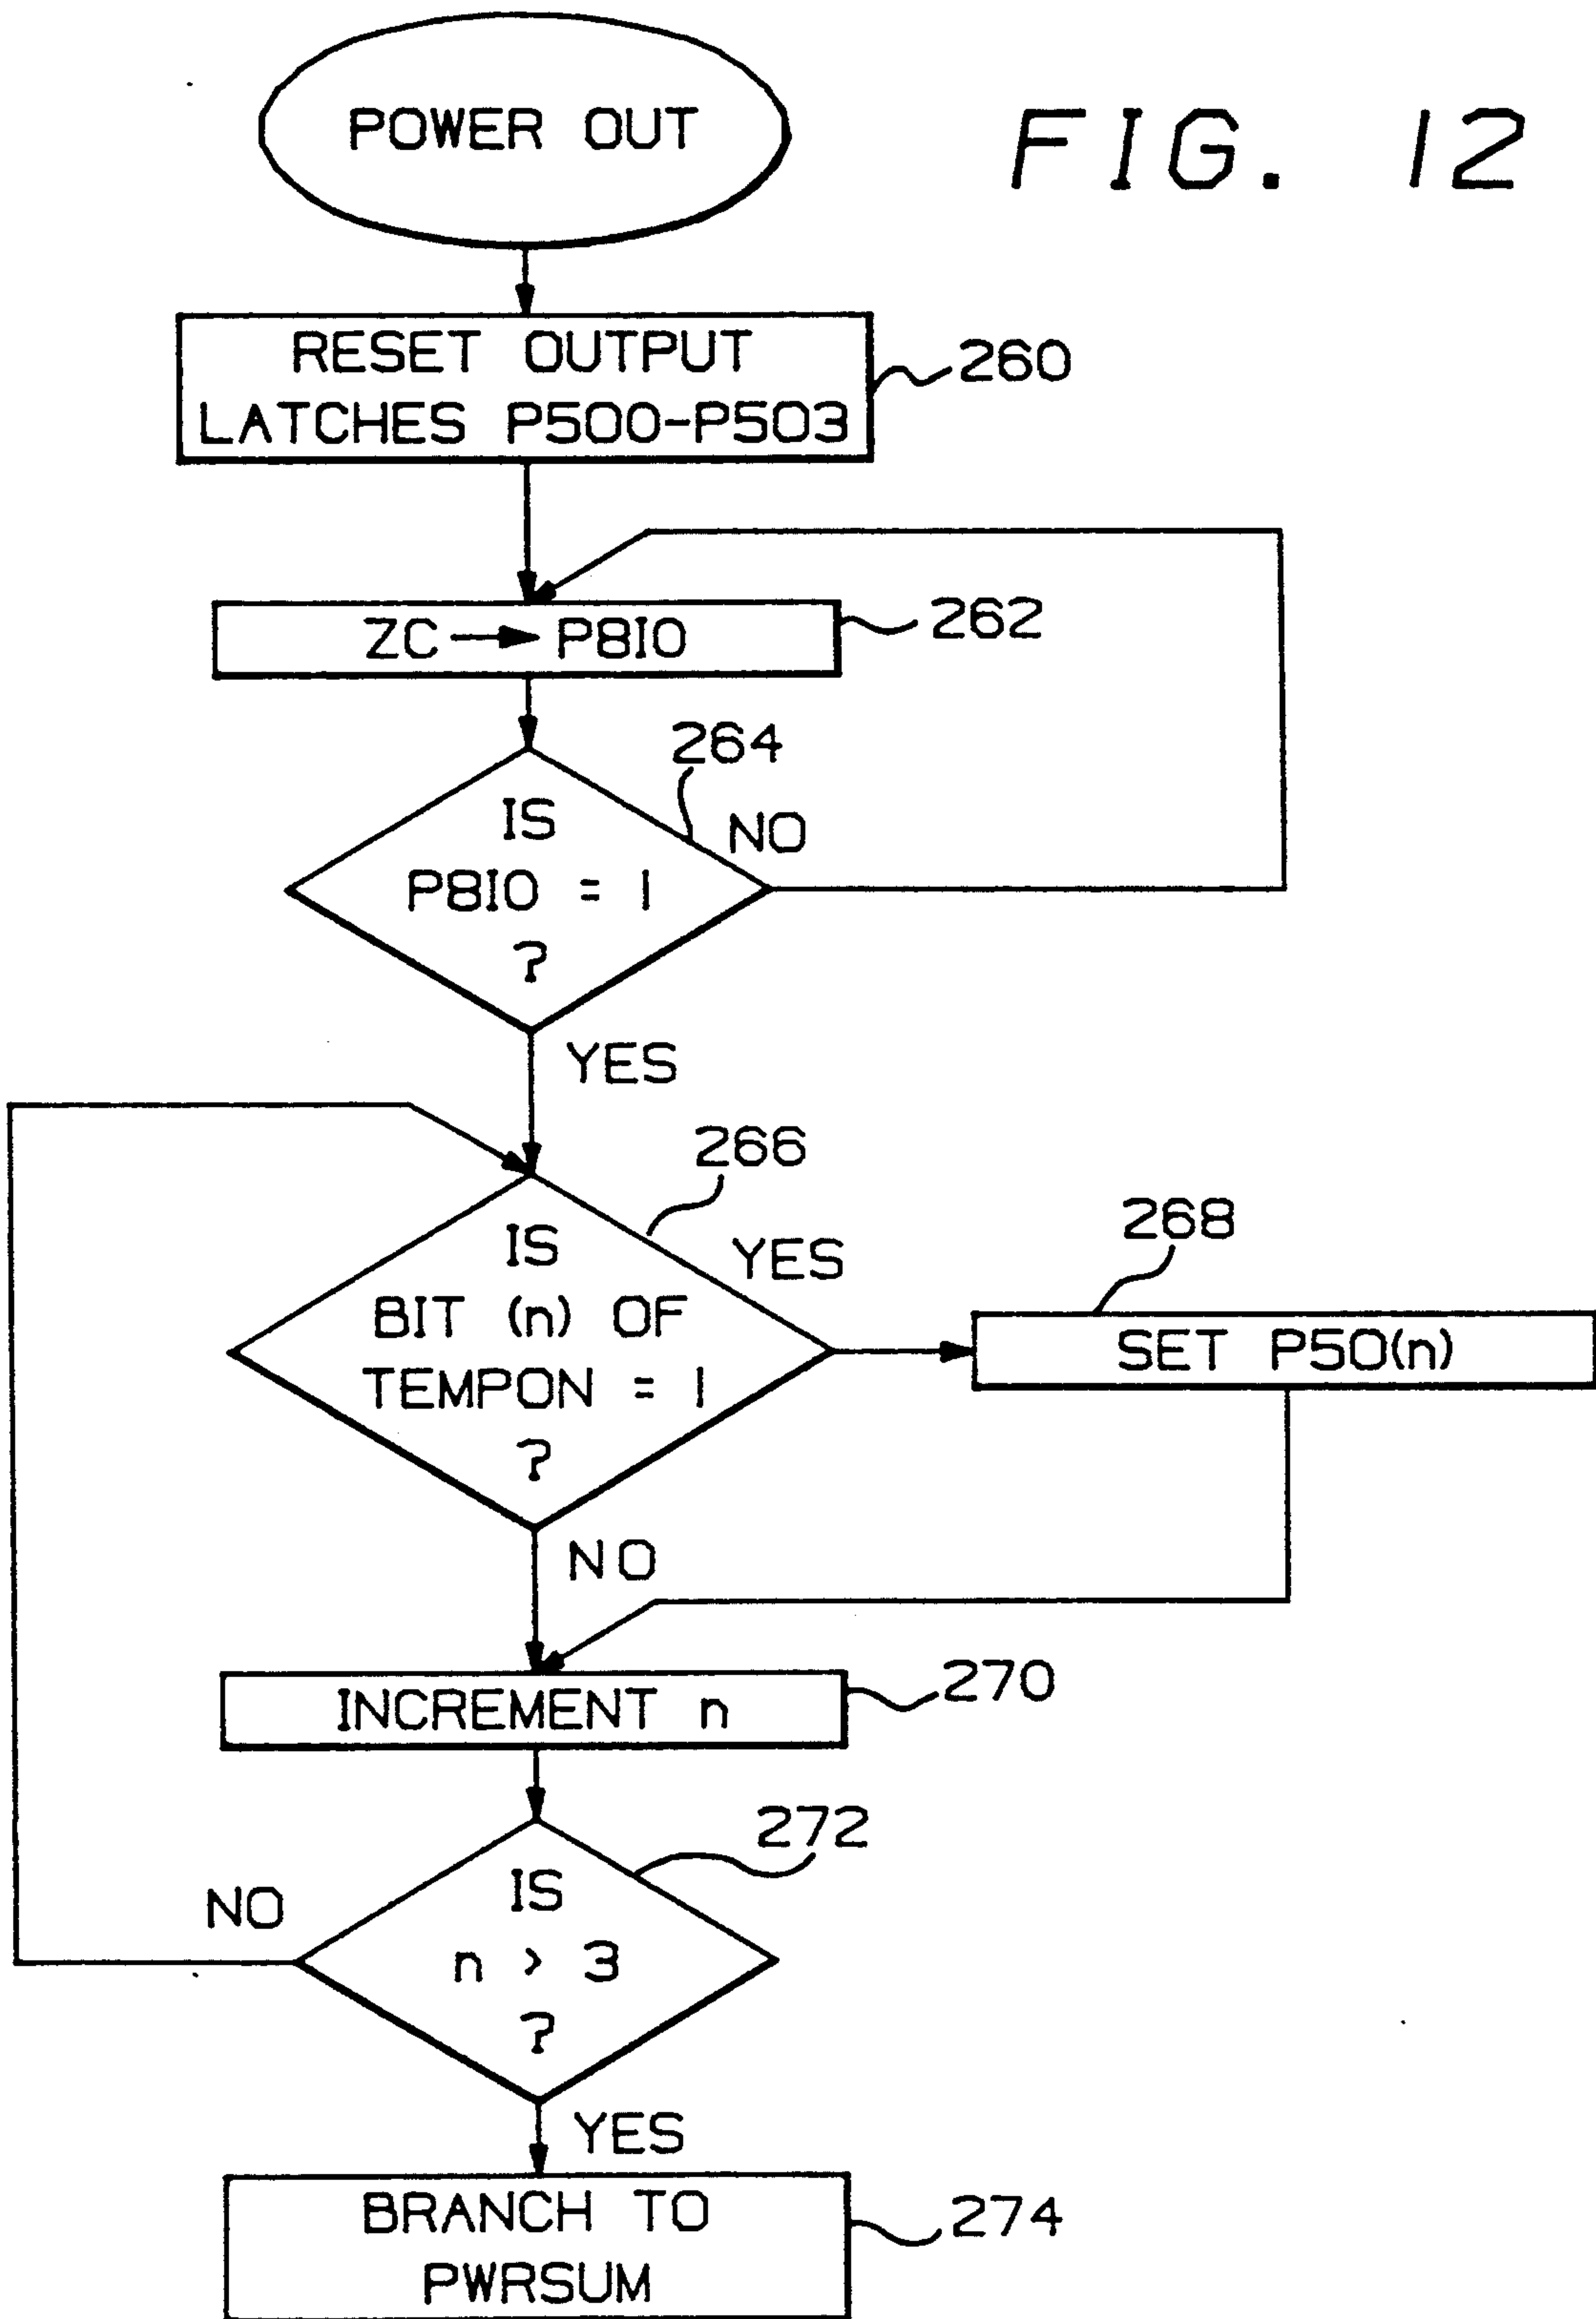 POWER OUT
FIG. 12
RESET OUTPUT
LATCHES P500-P503
260
ZC → P8IO
262
264
IS
P8IO = 1
?
NO
YES
266
IS
BIT (n) OF
TEMPON = 1
?
YES
268
SET P50(n)
NO
INCREMENT n
270
272
IS
n > 3
?
NO
YES
BRANCH TO
PWRSUM
274